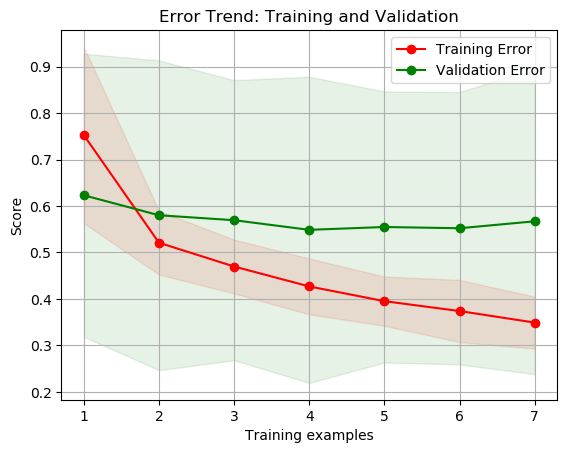 Error Trend: Training and Validation
Training Error
Validation Error
Score
0.9
0.8
0.7
0.6
0.5
0.4
0.3
0.2
1 2 3 4 5 6 7
Training examples